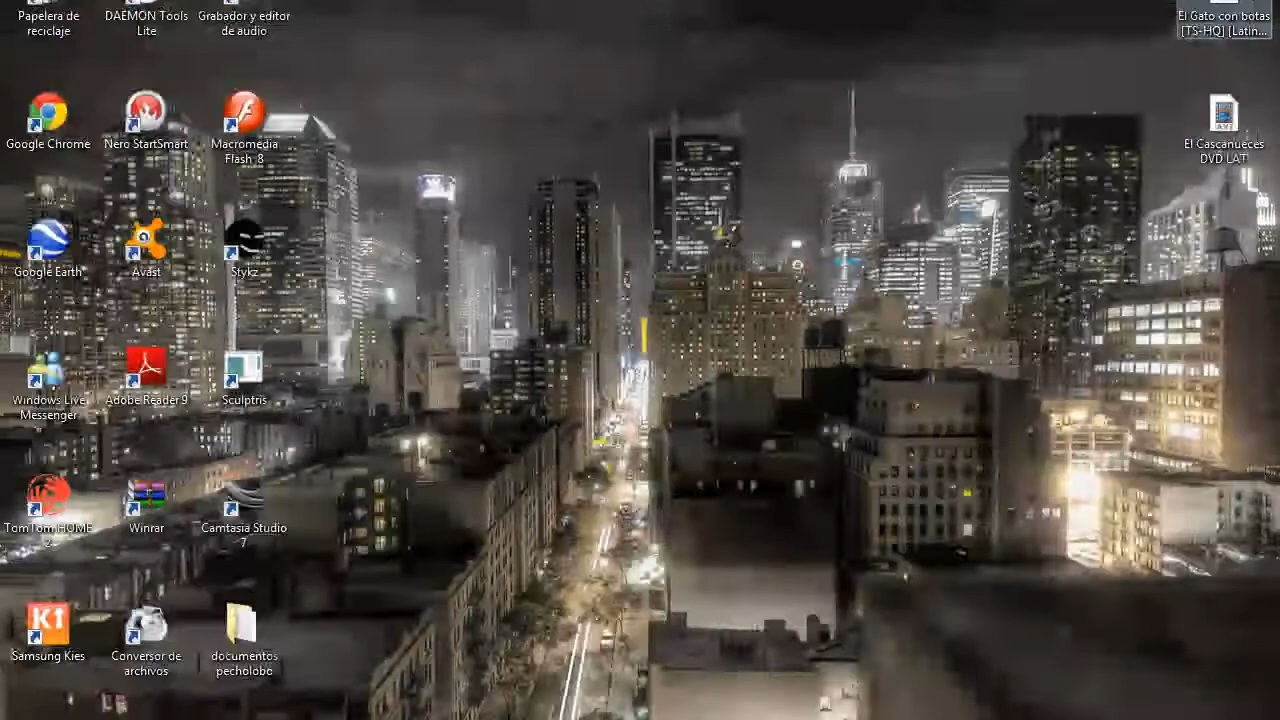 Papelera de
reciclaje
DAEMON Tools
Lite
Grabador y editor
de audio
El Gato con botas
[TS-HQ] [Latin...
Google Chrome
Nero StartSmart
Macromedia
Flash 8
El Cascanueces
DVD LAT
Google Earth
Avast
Stykz
Windows Live
Messenger
Adobe Reader 9
Sculptris
TomTom HOME
2
Winrar
Camtasia Studio
7
Samsung Kies
Conversor de
archivos
documentos
pecholobo